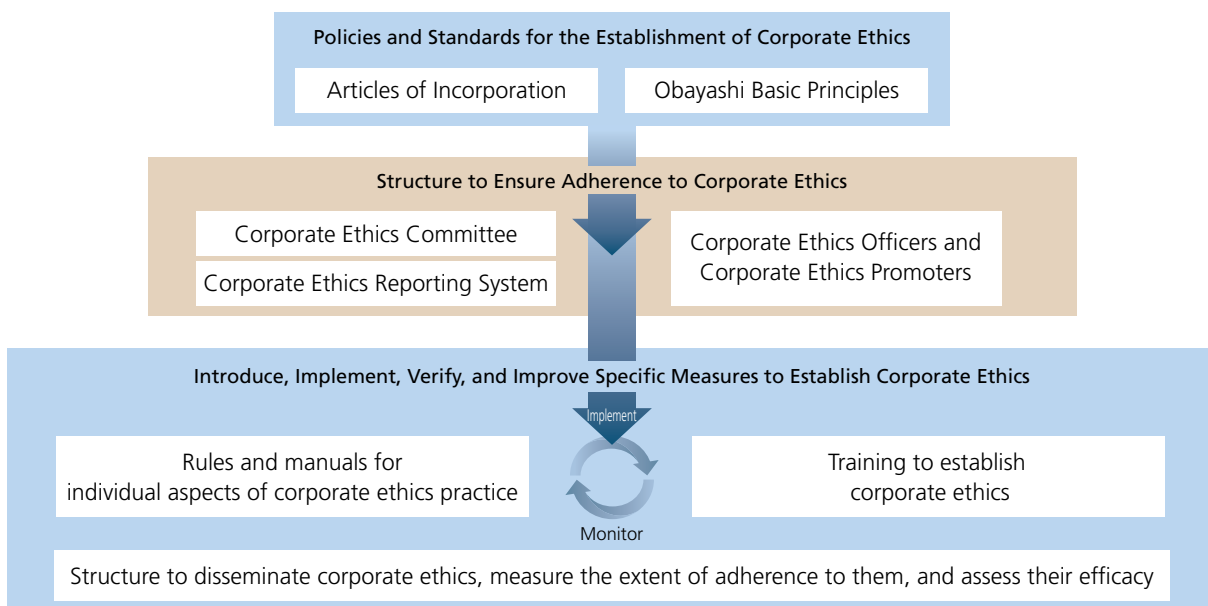 Policies and Standards for the Establishment of Corporate Ethics
Articles of Incorporation
Obayashi Basic Principles
Structure to Ensure Adherence to Corporate Ethics
Corporate Ethics Committee
Corporate Ethics Reporting System
Corporate Ethics Officers and
Corporate Ethics Promoters
Introduce, Implement, Verify, and Improve Specific Measures to Establish Corporate Ethics
Implement
Rules and manuals for
individual aspects of corporate ethics practice
Training to establish
corporate ethics
Monitor
Structure to disseminate corporate ethics, measure the extent of adherence to them, and assess their efficacy